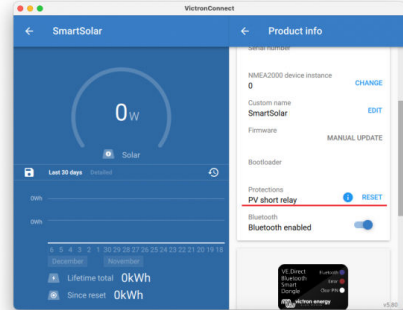 VictronConnect
SmartSolar
0W
Solar
Last 30 days Detailed
0Wh
0Wh
6 5 4 3 2 1 30 29 28 27 26 25 24 23 22 21 20 19 18
December November
Lifetime total 0kWh
Since reset 0kWh
Product info
Serial number
NMEA2000 device instance
0
CHANGE
Custom name
SmartSolar
EDIT
Firmware
MANUAL UPDATE
Bootloader
Protections
PV short relay
RESET
Bluetooth
Bluetooth enabled
VE.Direct
Bluetooth
Smart
Dongle
Bluetooth
Error
victron energy